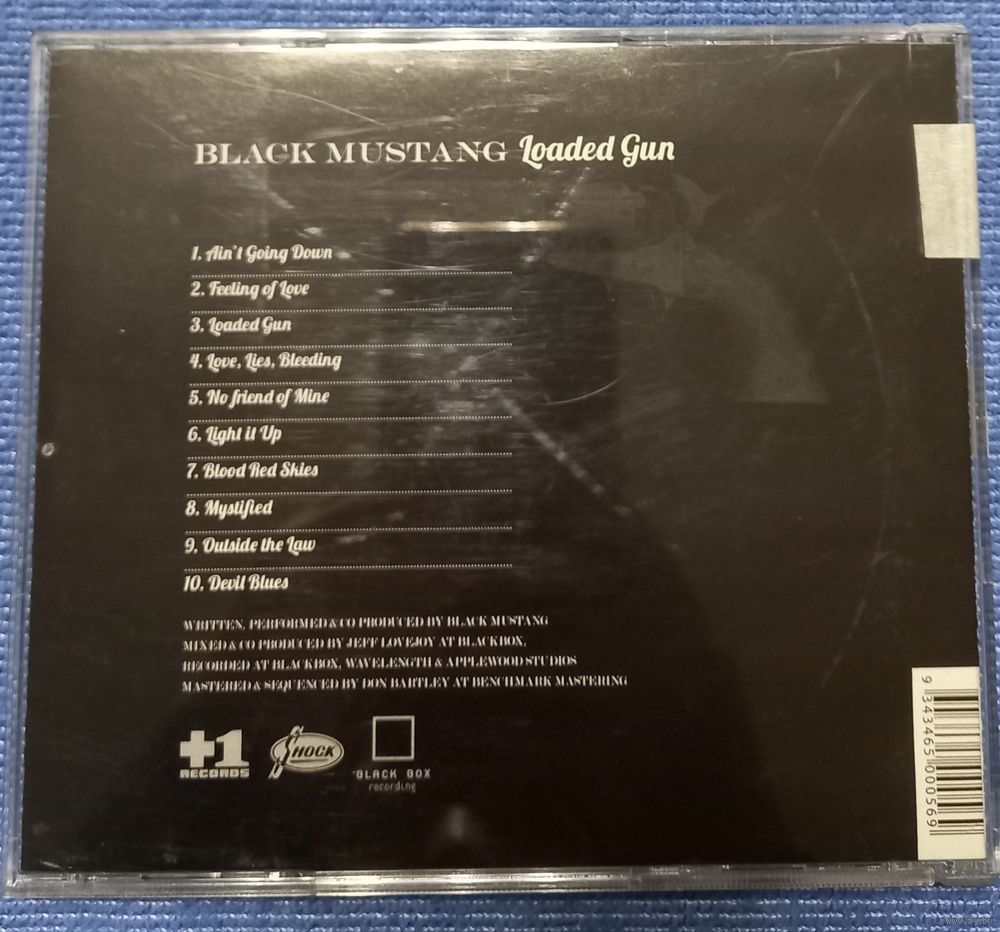 BLACK MUSTANG Loaded Gun
1. Ain't Going Down
2. Feeling of Love
3. Loaded Gun
4. Love, Lies, Bleeding
5. No friend of Mine
6. Light it Up
7. Blood Red Skies
8. Mystified
9. Outside the Law
10. Devil Blues
WRITTEN, PERFORMED & CO PRODUCED BY BLACK MUSTANG
MIXED & CO PRODUCED BY JEFF LOVEJOY AT BLACKBOX,
RECORDED AT BLACKBOX, WAVELENGTH & APPLEWOOD STUDIOS
MASTERED & SEQUENCED BY DON BARTLEY AT BENCHMARK MASTERING
+1
RECORDS
SHOCK
BLACK BOX
recording
9 343465 000569
www.ay.by